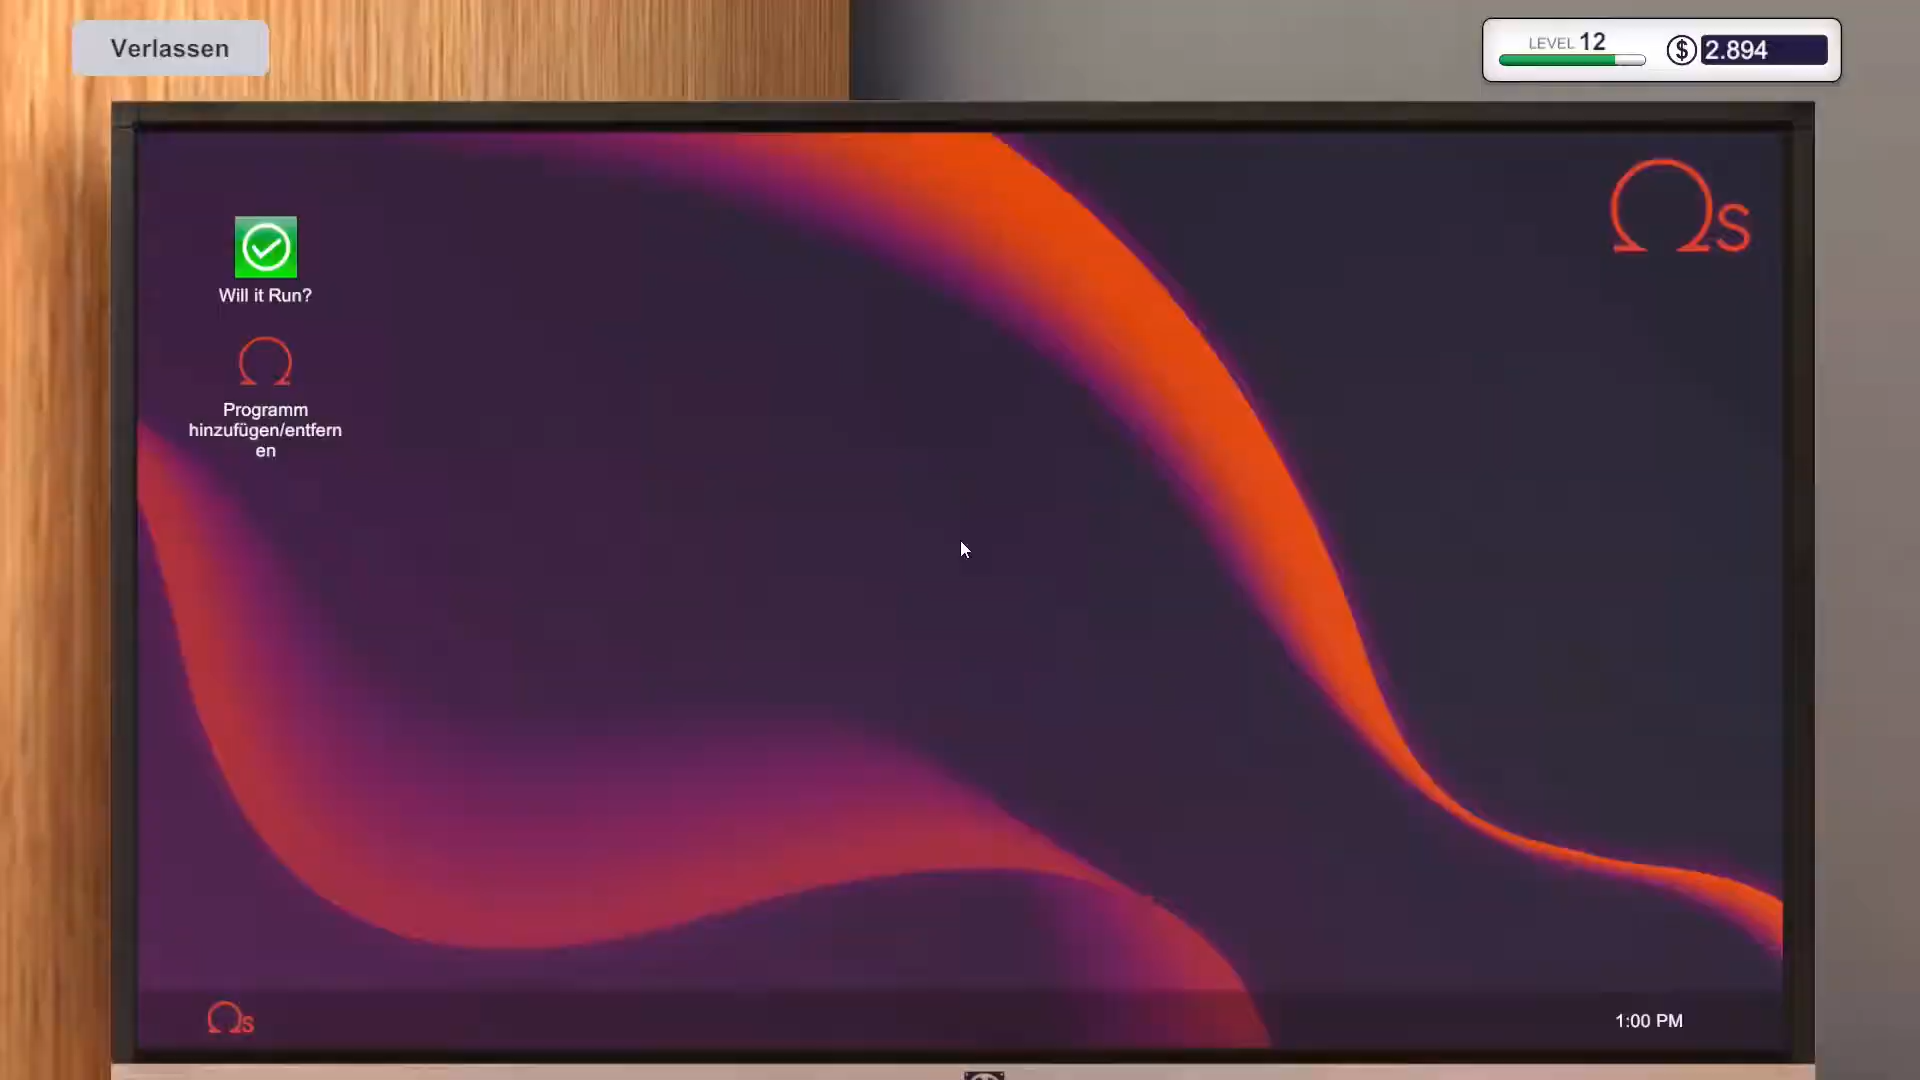 Verlassen
LEVEL 12
$ 2.894
Ωs
Will it Run?
Programm
hinzufügen/entfern
en
Ωs
1:00 PM